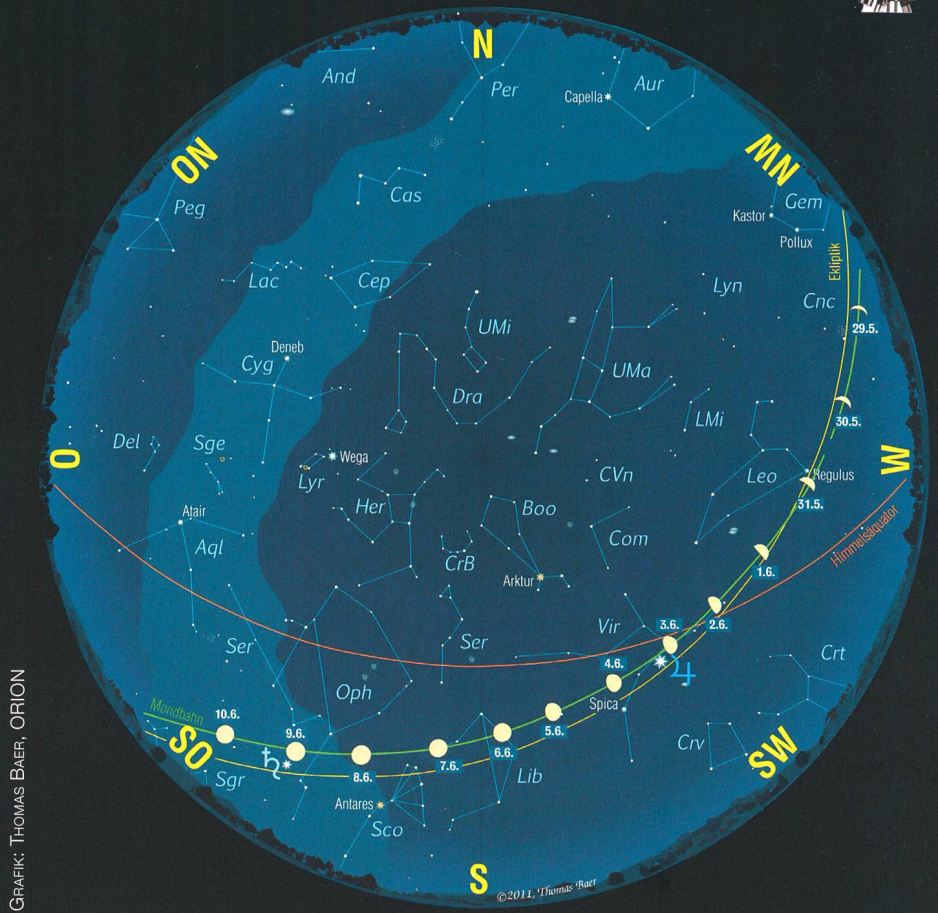 N
And
Per
Capella
Aur
NO
NW
Peg
Cas
Kastor
Gem
Pollux
Ekliptik
Lac
Cep
Lyn
Cnc
29.5.
UMi
Deneb
Cyg
UMa
Dra
LMi
30.5.
Del
Sge
O
Wega
Lyr
W
CVn
Leo
Regulus
31.5.
Her
Boo
Atair
Aql
Com
Himmelsäquator
CrB
Arktur
1.6.
Ser
Ser
Vir
3.6.
2.6.
4.6.
♃
Crt
Oph
Spica
Mondbahn
10.6.
9.6.
5.6.
6.6.
7.6.
8.6.
SO
♄
Sgr
Lib
Crv
SW
Antares
Sco
S
©2011, Thomas Baer
GRAFIK: THOMAS BAER, ORION